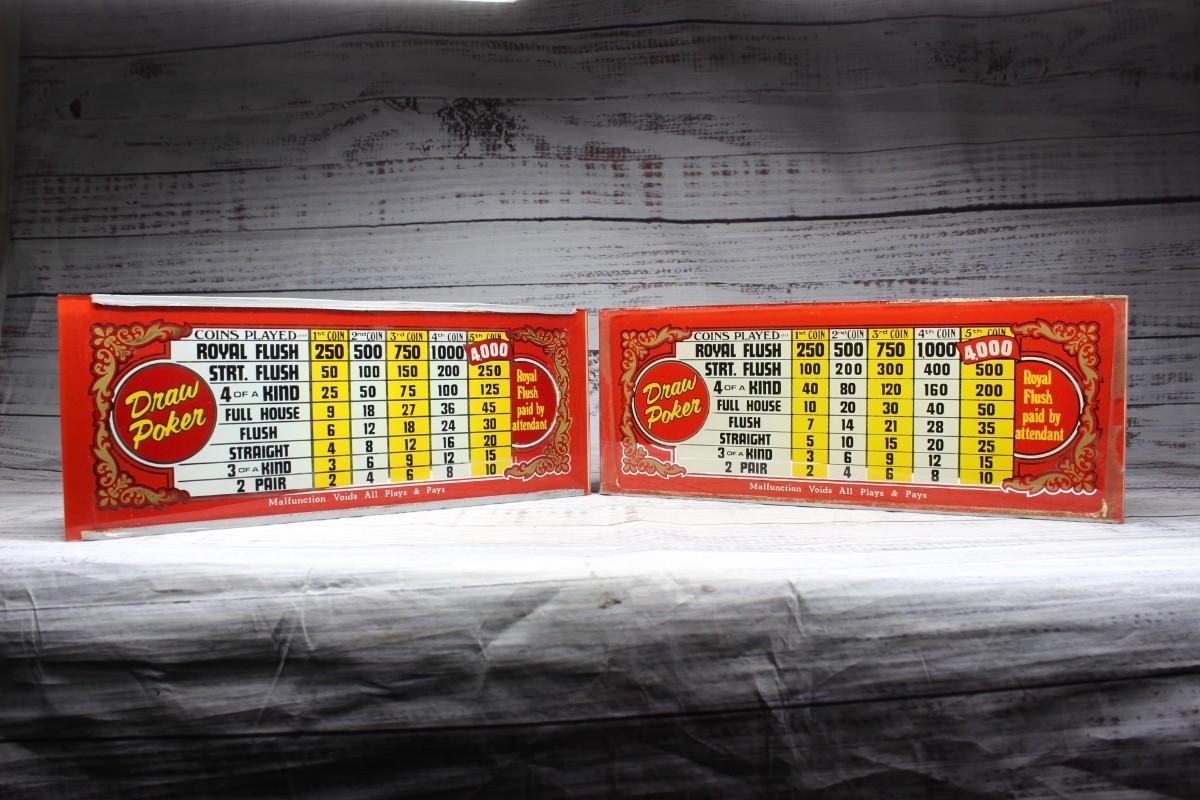 COINS PLAYED 1st COIN 2nd COIN 3rd COIN 4th COIN 5th COIN
ROYAL FLUSH 250 500 750 1000 4,000
STRT. FLUSH 50 100 150 200 250
4 OF A KIND 25 50 75 100 125
FULL HOUSE 9 18 27 36 45
FLUSH 6 12 18 24 30
STRAIGHT 4 8 12 16 20
3 OF A KIND 3 6 9 12 15
2 PAIR 2 4 6 8 10
Draw
Poker
Royal
Flush
paid by
attendant
Malfunction Voids All Plays & Pays
COINS PLAYED 1st COIN 2nd COIN 3rd COIN 4th COIN 5th COIN
ROYAL FLUSH 250 500 750 1000 4,000
STRT. FLUSH 100 200 300 400 500
4 OF A KIND 40 80 120 160 200
FULL HOUSE 10 20 30 40 50
FLUSH 7 14 21 28 35
STRAIGHT 5 10 15 20 25
3 OF A KIND 3 6 9 12 15
2 PAIR 2 4 6 8 10
Draw
Poker
Royal
Flush
paid by
attendant
Malfunction Voids All Plays & Pays